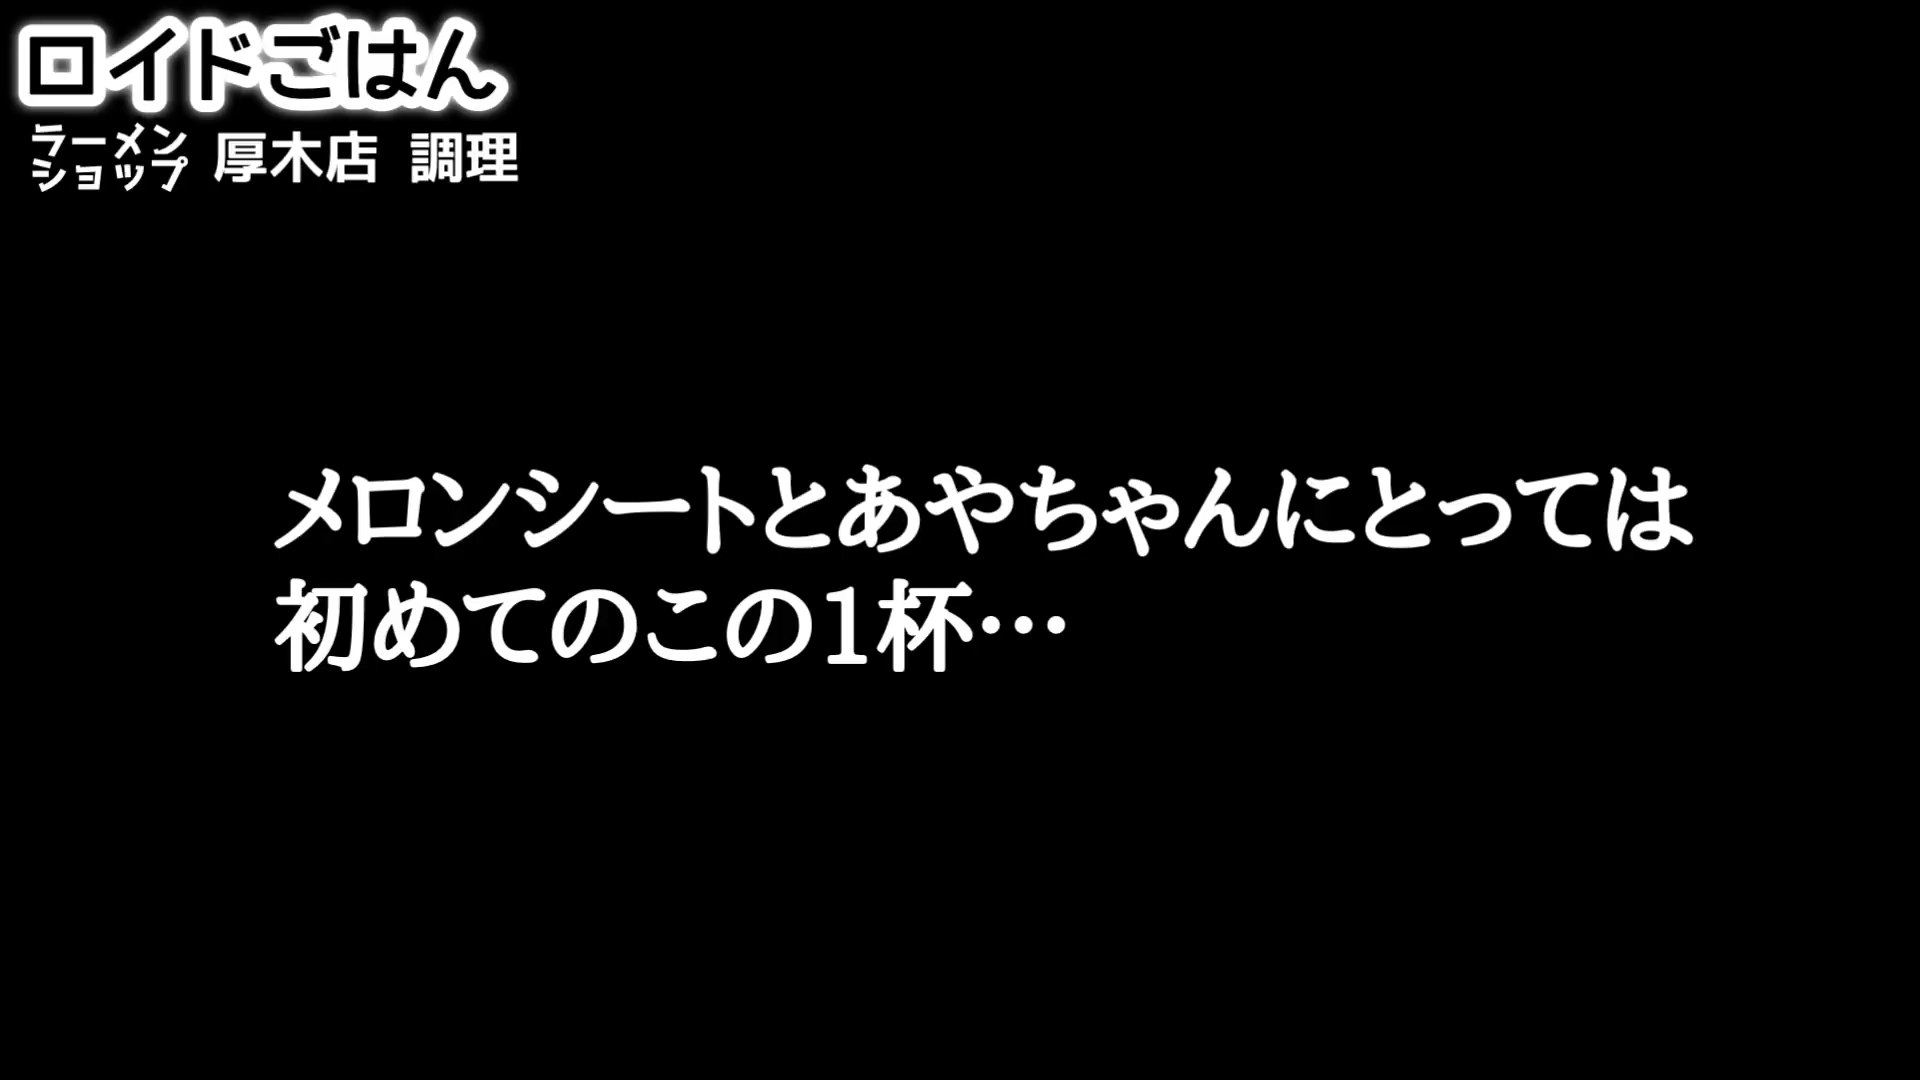 ロイドごはん
ラーメンショップ 厚木店 調理
メロンシートとあやちゃんにとっては
初めてのこの1杯…